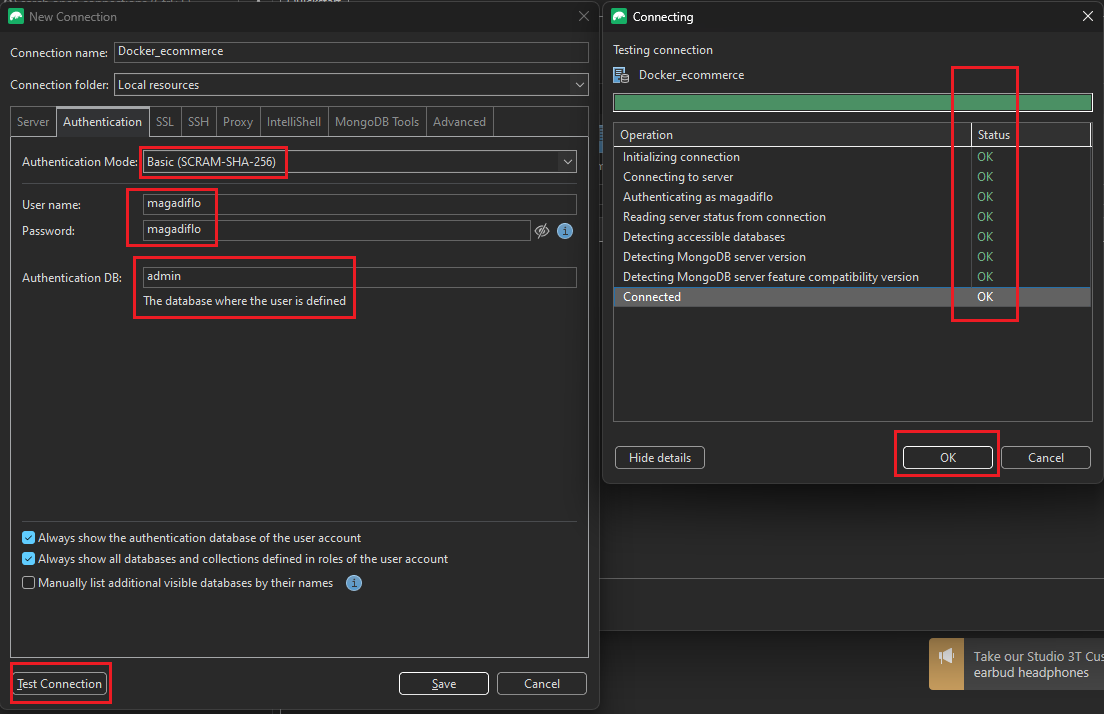 New Connection
Connection name: Docker_ecommerce
Connection folder: Local resources
Server Authentication SSL SSH Proxy IntelliShell MongoDB Tools Advanced
Authentication Mode: Basic (SCRAM-SHA-256)
User name: magadiflo
Password: magadiflo
Authentication DB: admin
The database where the user is defined
Always show the authentication database of the user account
Always show all databases and collections defined in roles of the user account
Manually list additional visible databases by their names
Test Connection Save Cancel
Connecting
Testing connection
Docker_ecommerce
Operation Status
Initializing connection OK
Connecting to server OK
Authenticating as magadiflo OK
Reading server status from connection OK
Detecting accessible databases OK
Detecting MongoDB server version OK
Detecting MongoDB server feature compatibility version OK
Connected OK
Hide details OK Cancel
Take our Studio 3T Cus
earbud headphones